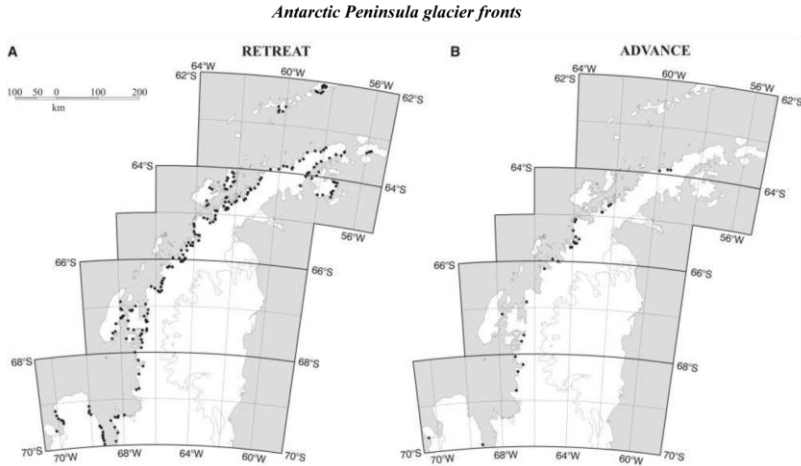 Antarctic Peninsula glacier fronts
A RETREAT
64°W
60°W
56°W
62°S
62°S
100 50 0 100 200
km
64°S
64°S
56°W
66°S
66°S
68°S
68°S
70°S
70°W
68°W
64°W
60°W
70°S
B ADVANCE
64°W
60°W
56°W
62°S
62°S
64°S
64°S
56°W
66°S
66°S
68°S
68°S
70°S
70°W
68°W
64°W
60°W
70°S